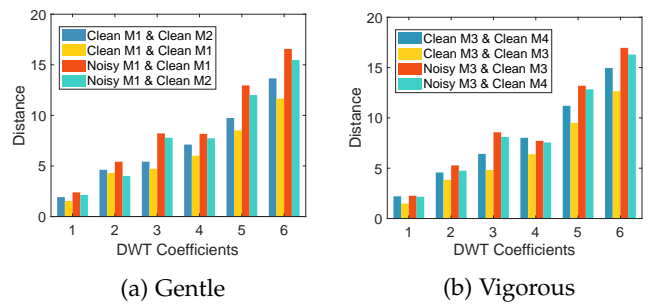 20
15
10
5
0
Distance
Clean M1 & Clean M2
Clean M1 & Clean M1
Noisy M1 & Clean M1
Noisy M1 & Clean M2
1 2 3 4 5 6
DWT Coefficients
(a) Gentle
20
15
10
5
0
Distance
Clean M3 & Clean M4
Clean M3 & Clean M3
Noisy M3 & Clean M3
Noisy M3 & Clean M4
1 2 3 4 5 6
DWT Coefficients
(b) Vigorous